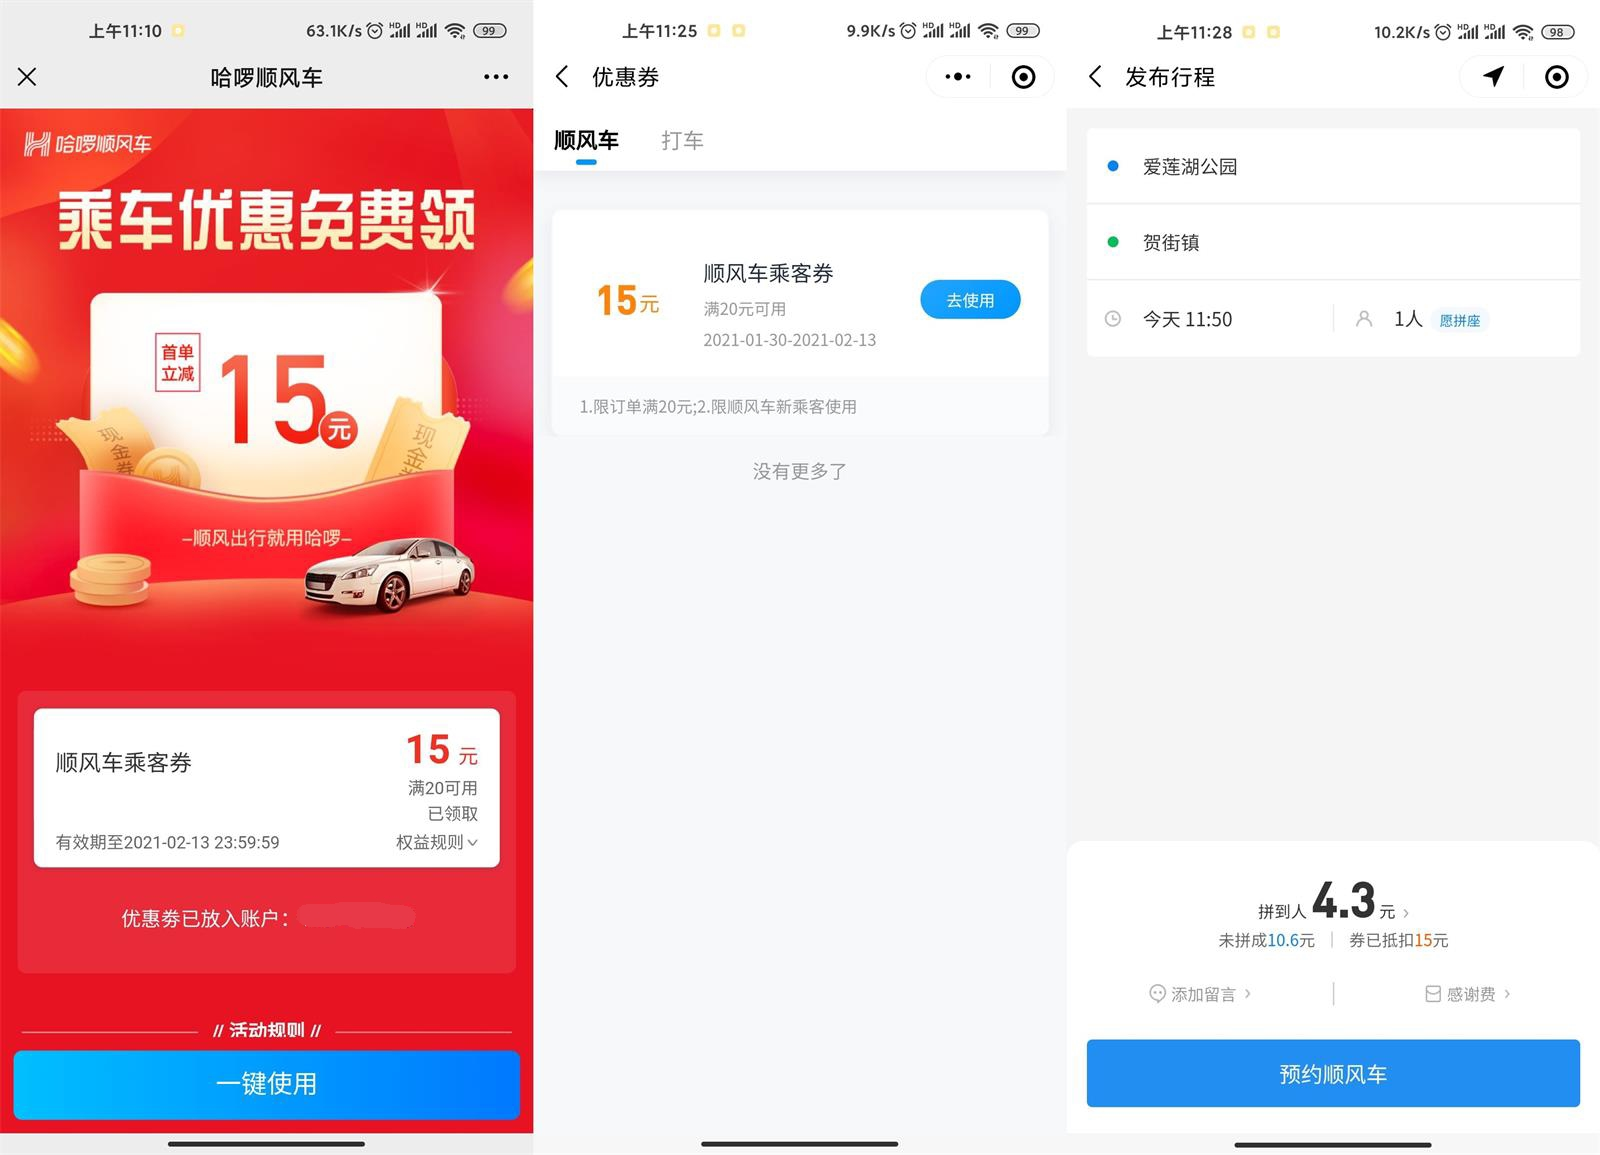 上午11:10
63.1K/s
HD
HD
99
哈啰顺风车
哈啰顺风车
乘车优惠免费领
首单
立减
15元
现金券
现金券
–顺风出行就用哈啰–
顺风车乘客券
15 元
满20可用
已领取
有效期至2021-02-13 23:59:59
权益规则
优惠券已放入账户：
// 活动规则 //
一键使用
上午11:25
9.9K/s
HD
HD
99
优惠券
顺风车
打车
15元
顺风车乘客券
满20元可用
2021-01-30-2021-02-13
去使用
1.限订单满20元;2.限顺风车新乘客使用
没有更多了
上午11:28
10.2K/s
HD
HD
98
发布行程
爱莲湖公园
贺街镇
今天 11:50
1人
愿拼座
拼到人 4.3 元
未拼成10.6元
券已抵扣15元
添加留言
感谢费
预约顺风车